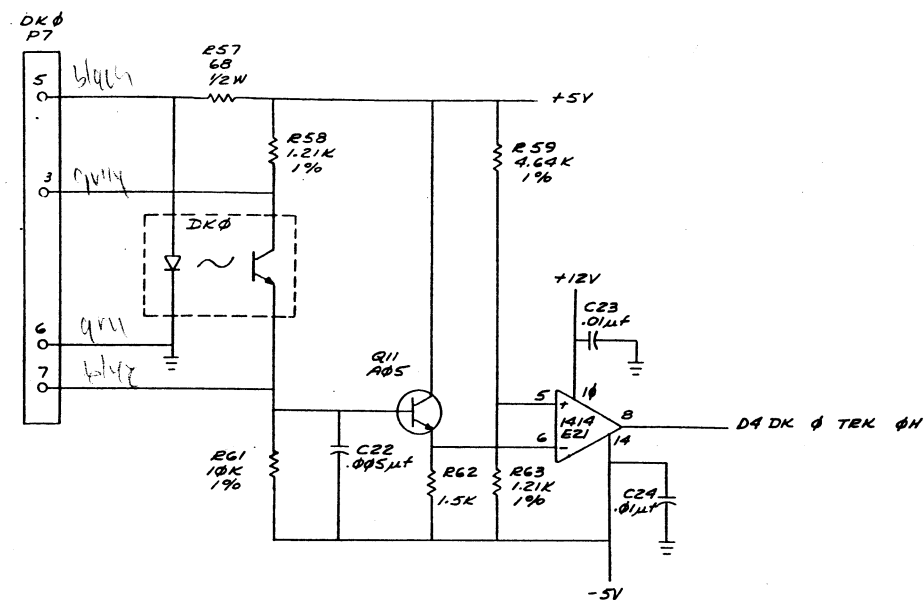 DKØ
P7
R57
68
1/2W
5
+5V
R58
1.21K
1%
R59
4.64K
1%
3
DKØ
+12V
C23
.01µf
6
7
Q11
AØ5
5
+
1Ø
1414
E21
8
D4 DK Ø TRK ØH
6
-
14
R61
1ØK
1%
C22
.ØØ5µf
R62
1.5K
R63
1.21K
1%
C24
.Ø1µf
-5V